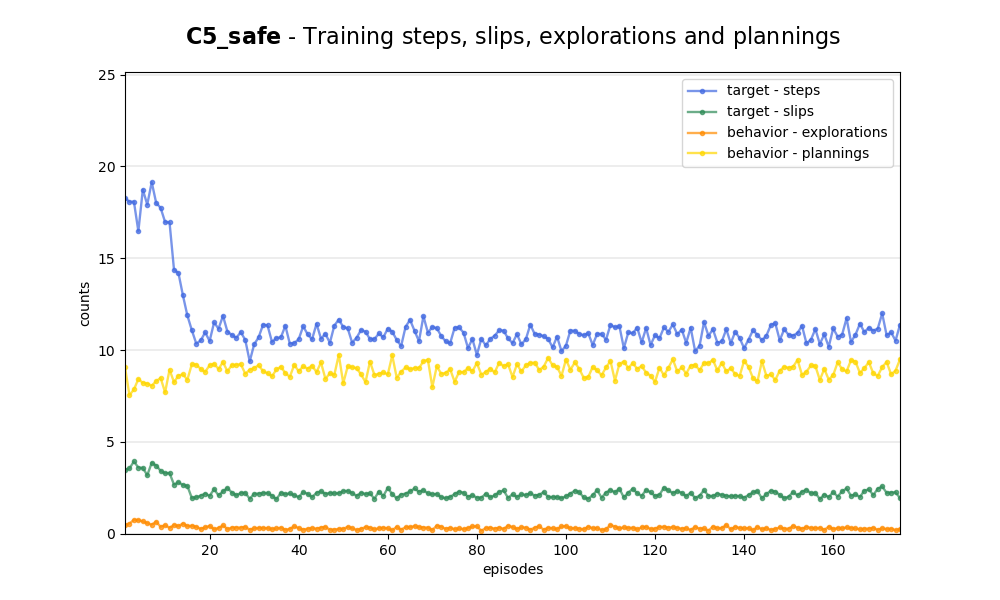 C5_safe - Training steps, slips, explorations and plannings
target - steps
target - slips
behavior - explorations
behavior - plannings
counts
25
20
15
10
5
0
20 40 60 80 100 120 140 160
episodes